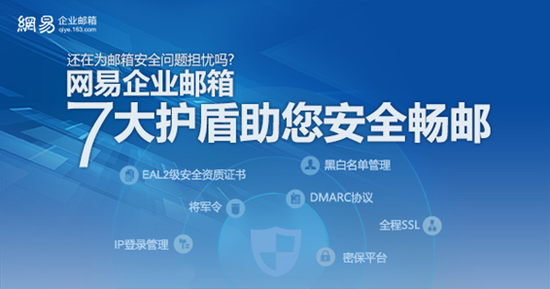 網易 企业邮箱
qiye.163.com
还在为邮箱安全问题担忧吗?
网易企业邮箱
7大护盾助您安全畅邮
EAL2级安全资质证书
黑白名单管理
将军令
DMARC协议
全程SSL
IP登录管理
密保平台